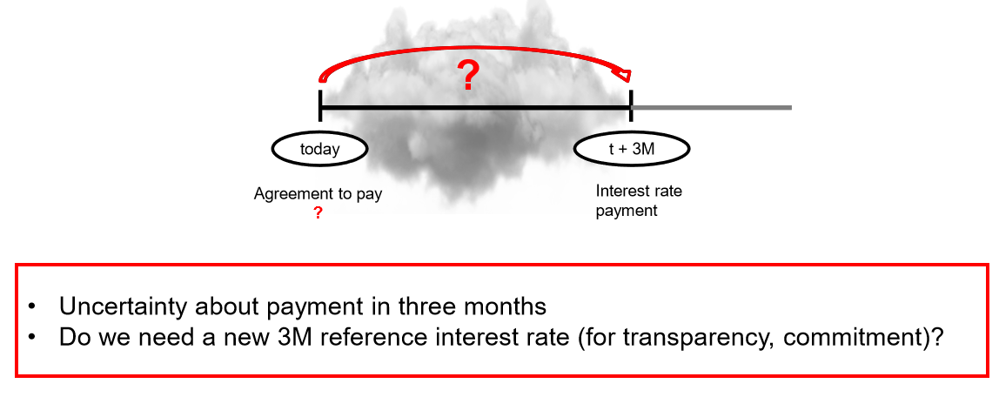 ?
today
t + 3M
Agreement to pay
?
Interest rate
payment
• Uncertainty about payment in three months
• Do we need a new 3M reference interest rate (for transparency, commitment)?